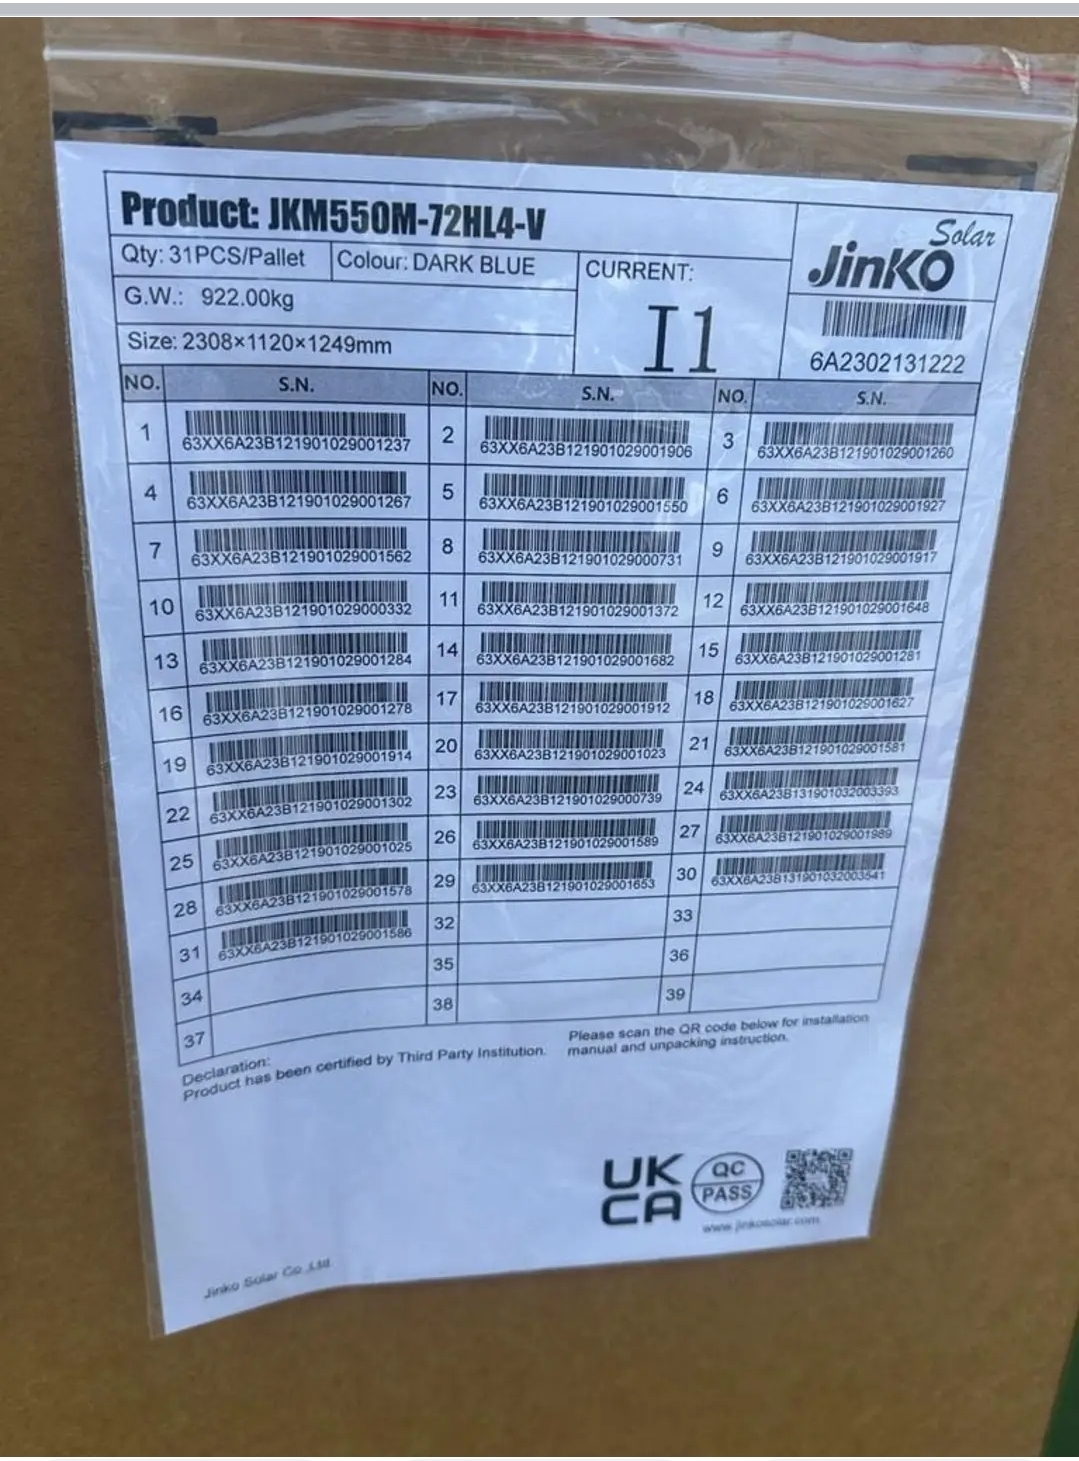 Product: JKM550M-72HL4-V
Solar
JinKO
Qty: 31PCS/Pallet Colour: DARK BLUE CURRENT:
G.W.: 922.00kg I1
Size: 2308×1120×1249mm 6A2302131222
NO. S.N. NO. S.N. NO. S.N.
1 63XX6A23B121901029001237 2 63XX6A23B121901029001906 3 63XX6A23B121901029001260
4 63XX6A23B121901029001267 5 63XX6A23B121901029001550 6 63XX6A23B121901029001927
7 63XX6A23B121901029001562 8 63XX6A23B121901029000731 9 63XX6A23B121901029001917
10 63XX6A23B121901029000332 11 63XX6A23B121901029001372 12 63XX6A23B121901029001648
13 63XX6A23B121901029001284 14 63XX6A23B121901029001682 15 63XX6A23B121901029001281
16 63XX6A23B121901029001278 17 63XX6A23B121901029001912 18 63XX6A23B121901029001627
19 63XX6A23B121901029001914 20 63XX6A23B121901029001023 21 63XX6A23B121901029001581
22 63XX6A23B121901029001302 23 63XX6A23B121901029000739 24 63XX6A23B131901032003393
25 63XX6A23B121901029001025 26 63XX6A23B121901029001589 27 63XX6A23B121901029001989
28 63XX6A23B121901029001578 29 63XX6A23B121901029001653 30 63XX6A23B131901032003541
31 63XX6A23B121901029001586 32 33
34 35 36
37 38 39
Declaration:
Product has been certified by Third Party Institution.
Please scan the QR code below for installation
manual and unpacking instruction.
UK
CA
QC
PASS
www.jinkosolar.com
Jinko Solar Co.,Ltd.